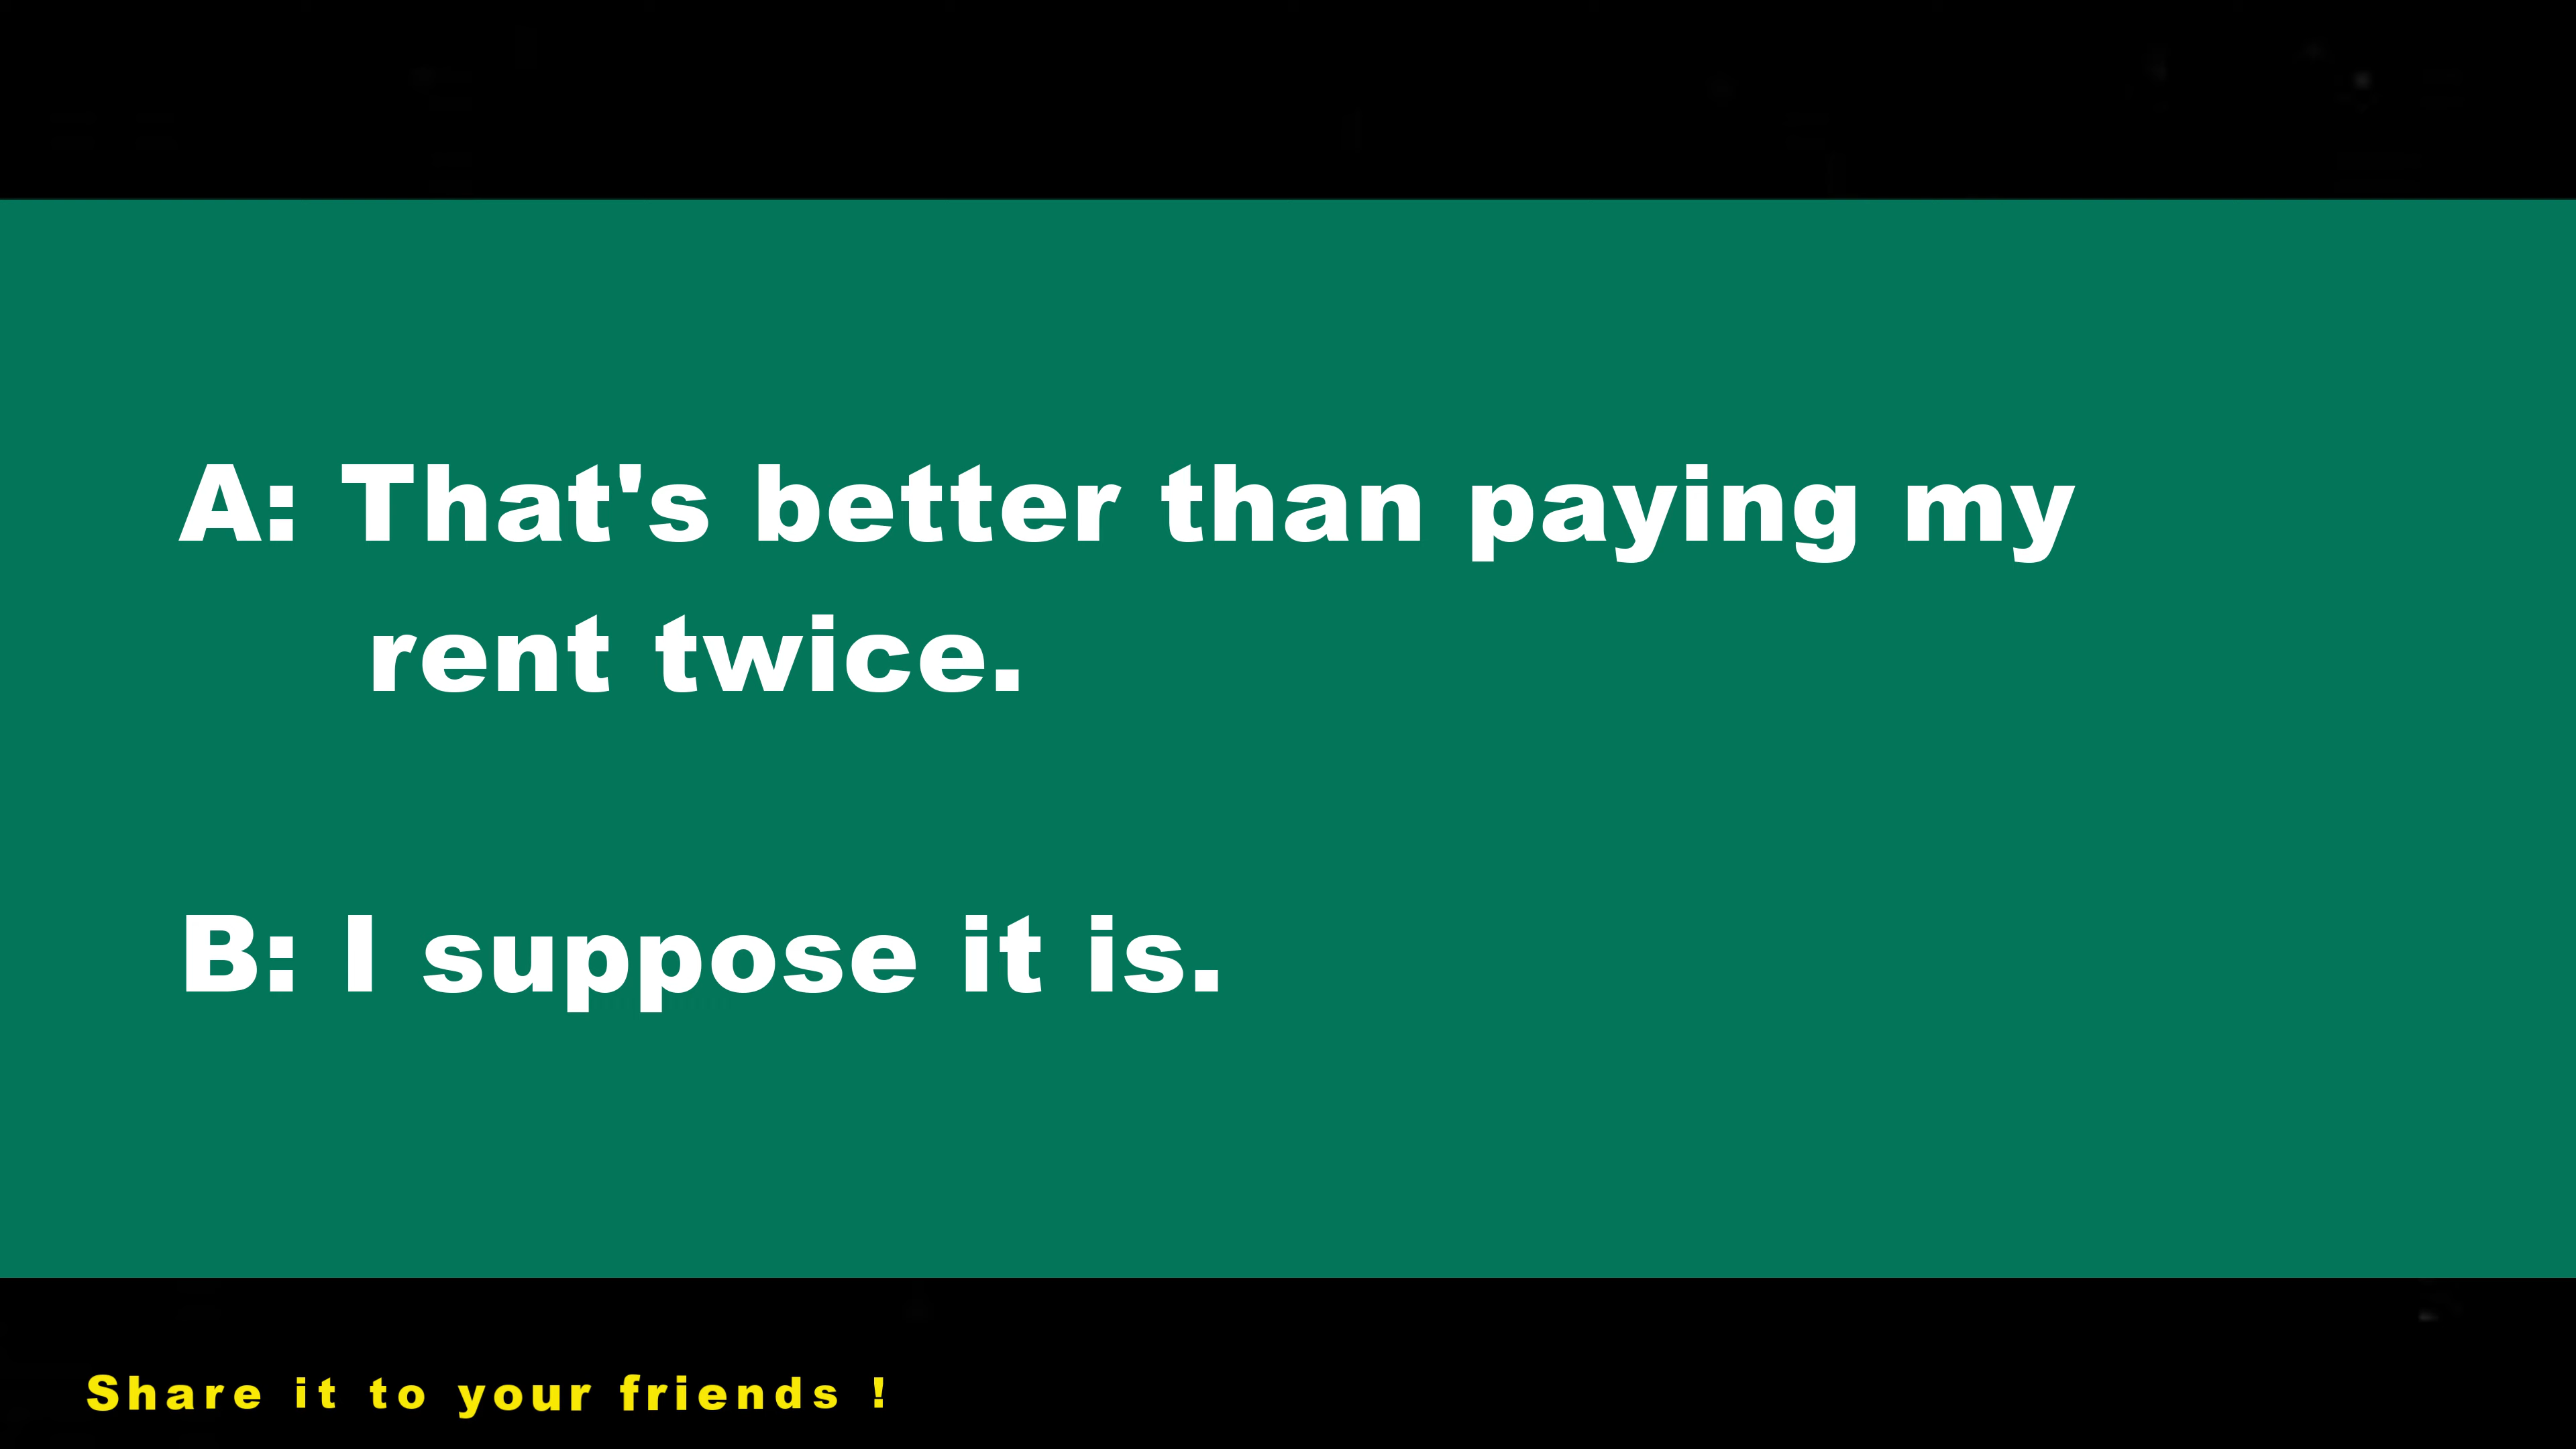 A: That's better than paying my
rent twice.
B: I suppose it is.
Share it to your friends !